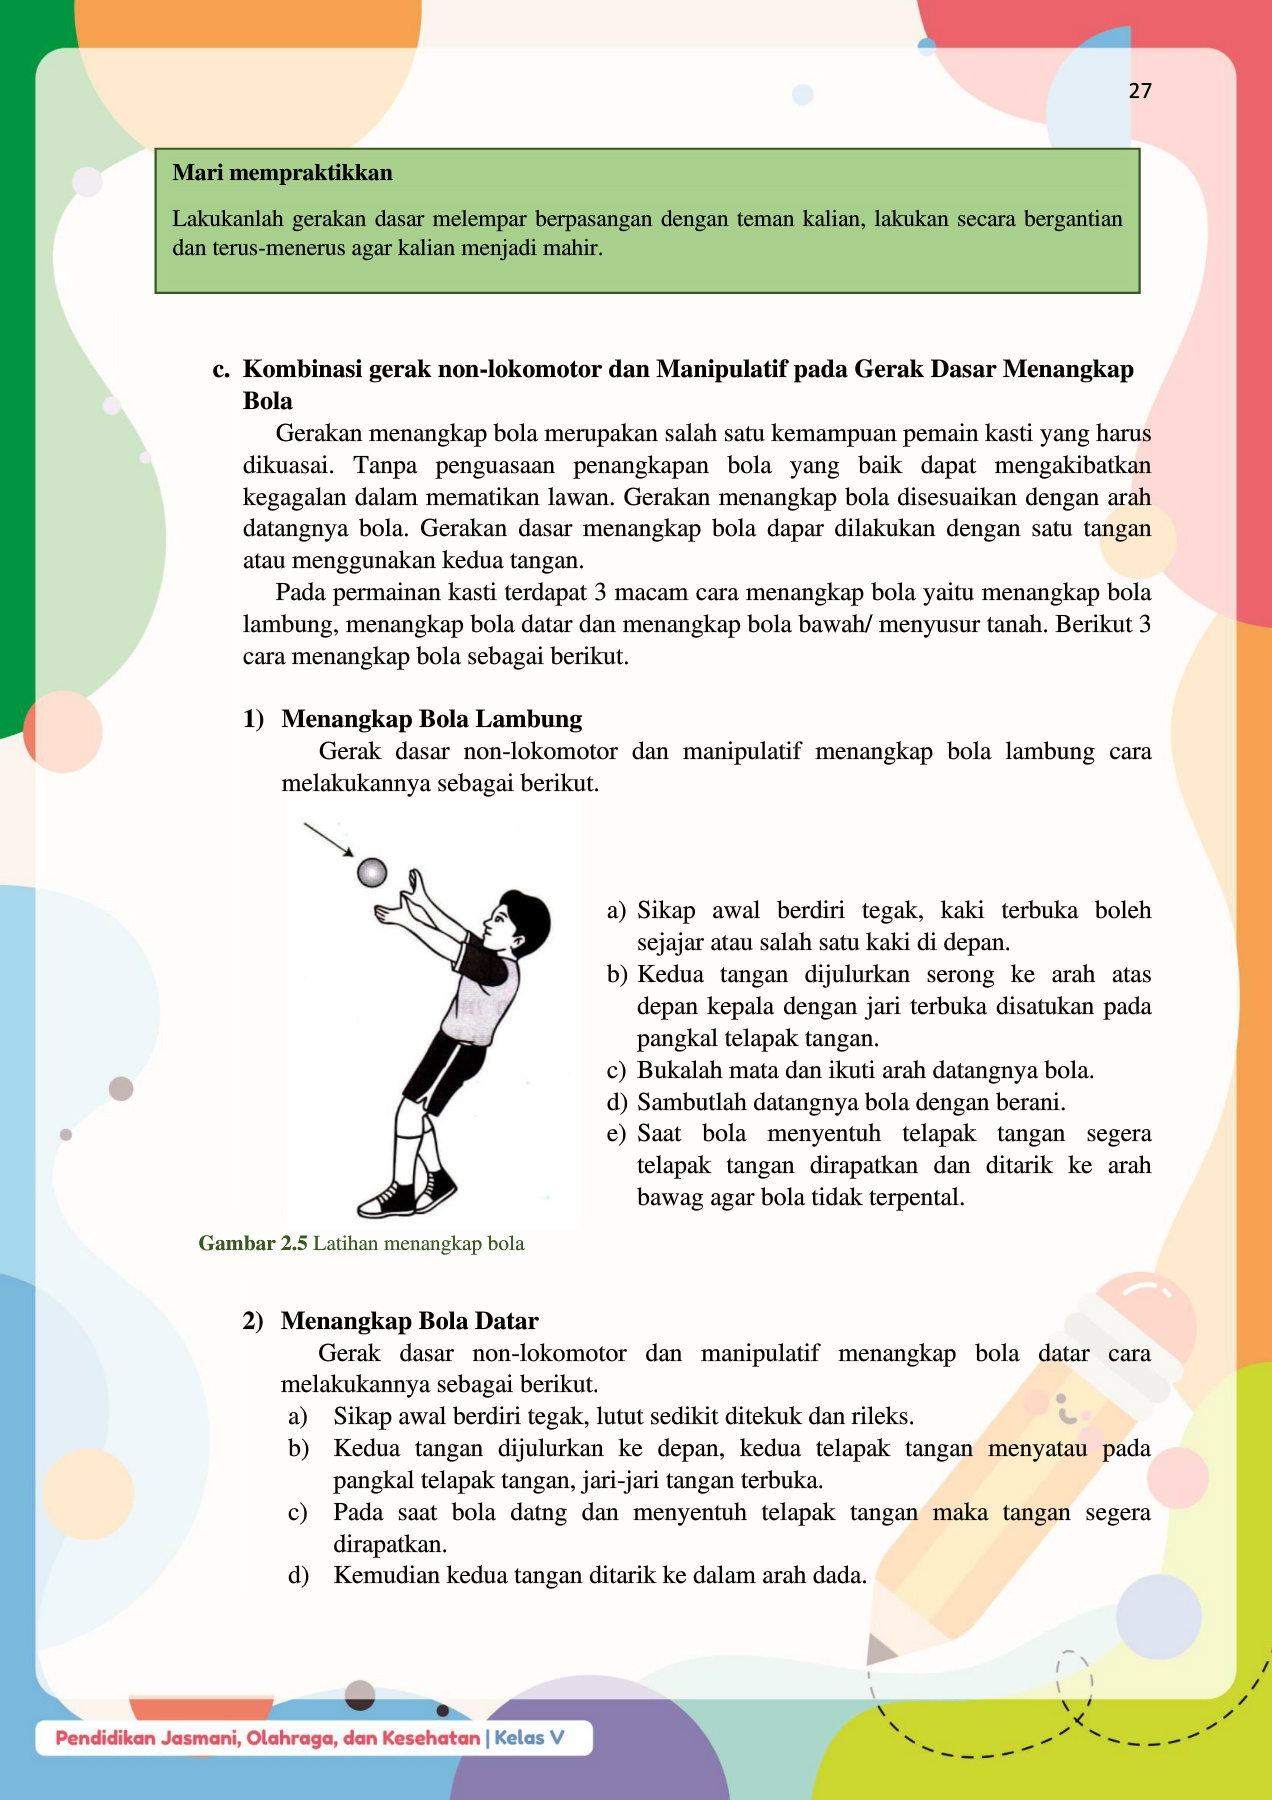 27
Mari mempraktikkan
Lakukanlah gerakan dasar melempar berpasangan dengan teman kalian, lakukan secara bergantian
dan terus-menerus agar kalian menjadi mahir.
c. Kombinasi gerak non-lokomotor dan Manipulatif pada Gerak Dasar Menangkap
Bola
Gerakan menangkap bola merupakan salah satu kemampuan pemain kasti yang harus
dikuasai. Tanpa penguasaan penangkapan bola yang baik dapat mengakibatkan
kegagalan dalam mematikan lawan. Gerakan menangkap bola disesuaikan dengan arah
datangnya bola. Gerakan dasar menangkap bola dapar dilakukan dengan satu tangan
atau menggunakan kedua tangan.
Pada permainan kasti terdapat 3 macam cara menangkap bola yaitu menangkap bola
lambung, menangkap bola datar dan menangkap bola bawah/ menyusur tanah. Berikut 3
cara menangkap bola sebagai berikut.
1) Menangkap Bola Lambung
Gerak dasar non-lokomotor dan manipulatif menangkap bola lambung cara
melakukannya sebagai berikut.
a) Sikap awal berdiri tegak, kaki terbuka boleh
sejajar atau salah satu kaki di depan.
b) Kedua tangan dijulurkan serong ke arah atas
depan kepala dengan jari terbuka disatukan pada
pangkal telapak tangan.
c) Bukalah mata dan ikuti arah datangnya bola.
d) Sambutlah datangnya bola dengan berani.
e) Saat bola menyentuh telapak tangan segera
telapak tangan dirapatkan dan ditarik ke arah
bawag agar bola tidak terpental.
Gambar 2.5 Latihan menangkap bola
2) Menangkap Bola Datar
Gerak dasar non-lokomotor dan manipulatif menangkap bola datar cara
melakukannya sebagai berikut.
a) Sikap awal berdiri tegak, lutut sedikit ditekuk dan rileks.
b) Kedua tangan dijulurkan ke depan, kedua telapak tangan menyatau pada
pangkal telapak tangan, jari-jari tangan terbuka.
c) Pada saat bola datng dan menyentuh telapak tangan maka tangan segera
dirapatkan.
d) Kemudian kedua tangan ditarik ke dalam arah dada.
Pendidikan Jasmani, Olahraga, dan Kesehatan | Kelas V